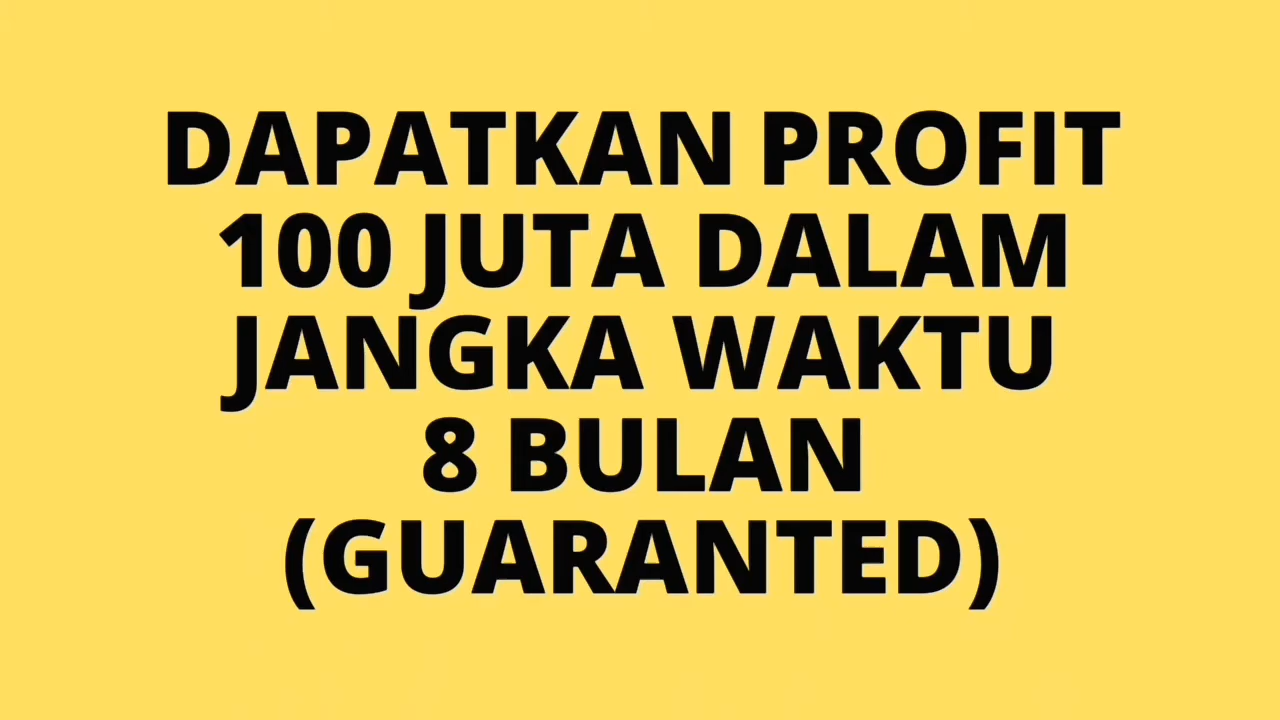 DAPATKAN PROFIT
100 JUTA DALAM
JANGKA WAKTU
8 BULAN
(GUARANTED)